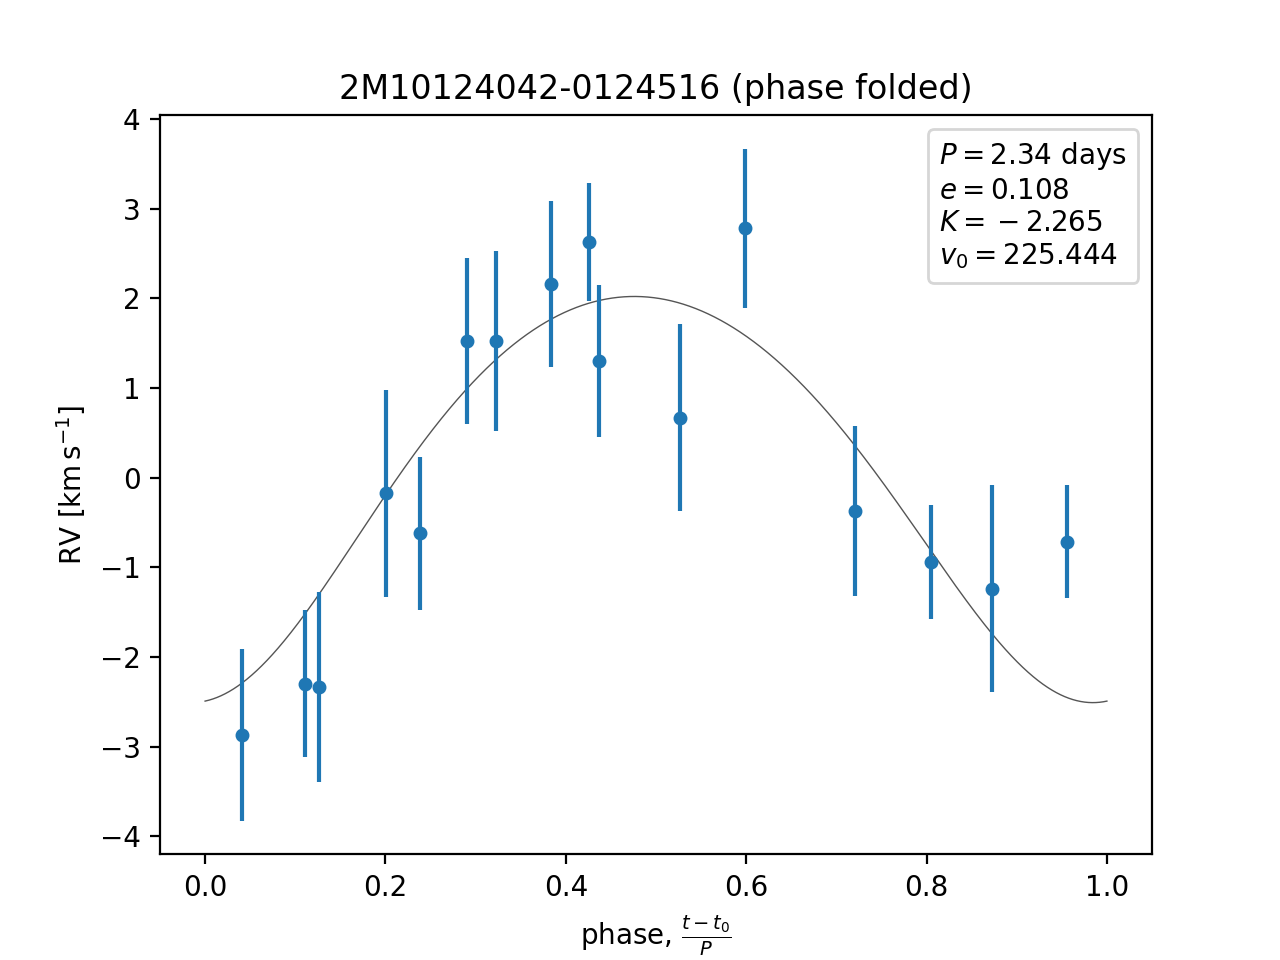 2M10124042-0124516 (phase folded)
P = 2.34 days
e = 0.108
K = −2.265
v₀ = 225.444
4
3
2
1
0
−1
−2
−3
−4
RV [km s⁻¹]
0.0 0.2 0.4 0.6 0.8 1.0
phase, (t − t₀)/P